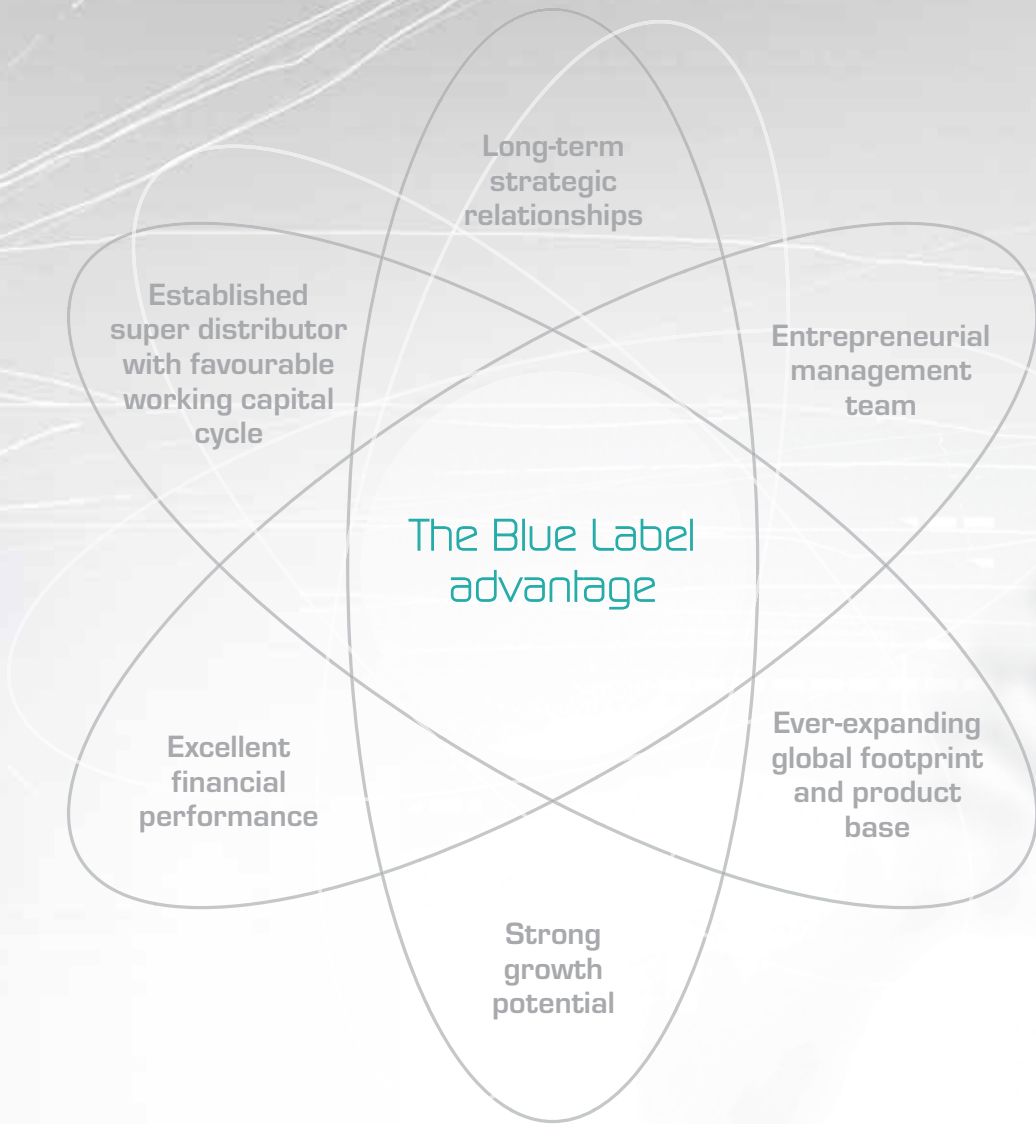 Long-term
strategic
relationships
Established
super distributor
with favourable
working capital
cycle
Entrepreneurial
management
team
The Blue Label
advantage
Excellent
financial
performance
Ever-expanding
global footprint
and product
base
Strong
growth
potential